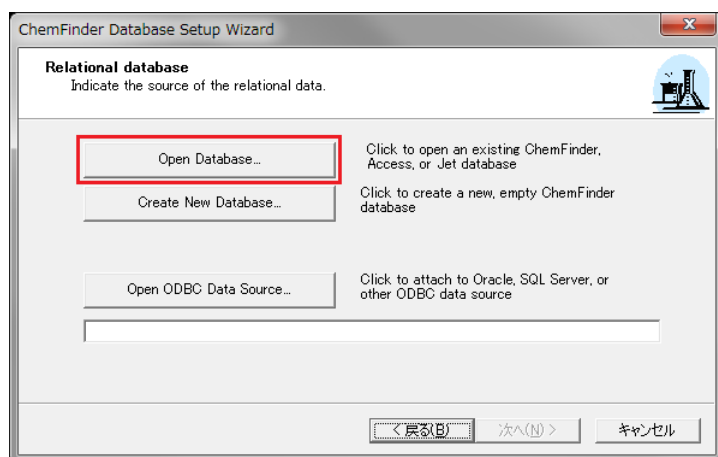 ChemFinder Database Setup Wizard
Relational database
Indicate the source of the relational data.
Open Database...
Click to open an existing ChemFinder,
Access, or Jet database
Create New Database...
Click to create a new, empty ChemFinder
database
Open ODBC Data Source...
Click to attach to Oracle, SQL Server, or
other ODBC data source
< 戻る(B)
次へ(N) >
キャンセル